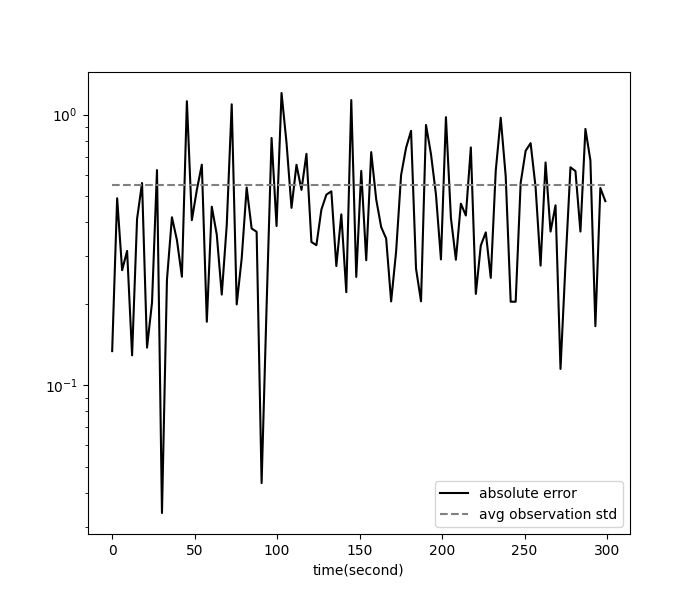 10⁰
10⁻¹
0 50 100 150 200 250 300
time(second)
absolute error
avg observation std